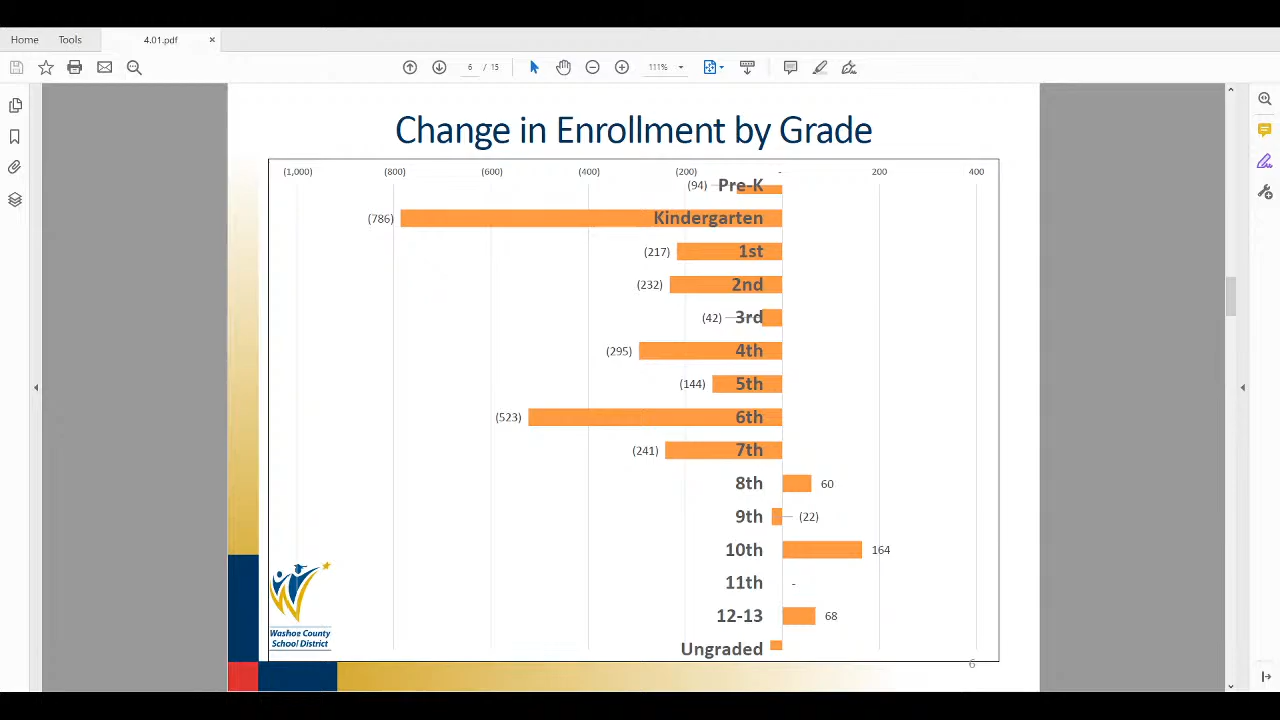 Home Tools 4.01.pdf ×
6 / 15 111%
Change in Enrollment by Grade
(1,000) (800) (600) (400) (200) - 200 400
(94) Pre-K
(786) Kindergarten
(217) 1st
(232) 2nd
(42) 3rd
(295) 4th
(144) 5th
(523) 6th
(241) 7th
8th 60
9th (22)
10th 164
11th -
12-13 68
Ungraded
Washoe County
School District
6